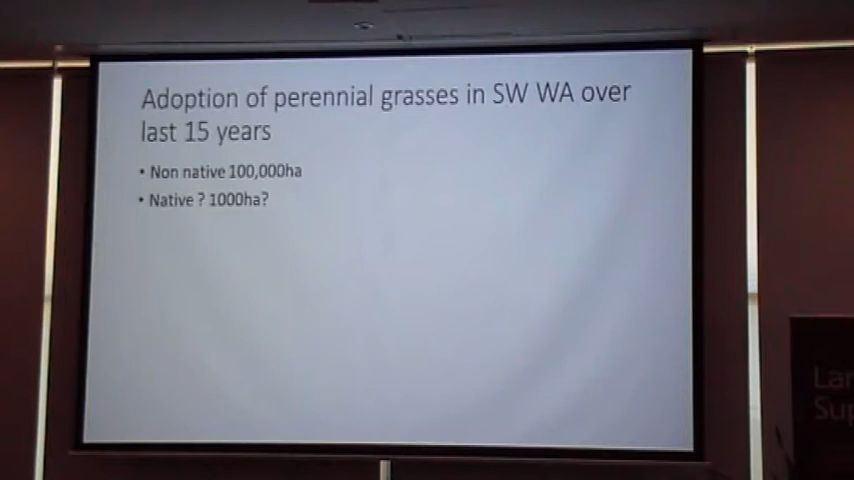 Adoption of perennial grasses in SW WA over
last 15 years
• Non native 100,000ha
• Native ? 1000ha?